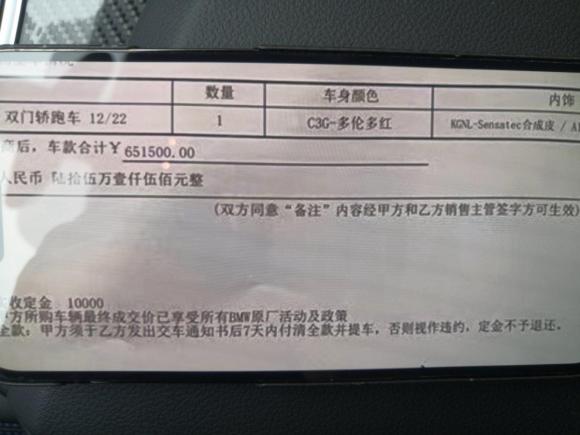 数量 车身颜色 内饰
双门轿跑车 12/22 1 C3G-多伦多红 KGNL-Sensatec合成皮 / A
商后，车款合计￥651500.00
人民币 陆拾伍万壹仟伍佰元整
(双方同意“备注”内容经甲方和乙方销售主管签字方可生效)
收定金 10000
方所购车辆最终成交价已享受所有BMW原厂活动及政策
全款：甲方须于乙方发出交车通知书后7天内付清全款并提车，否则视作违约，定金不予退还。